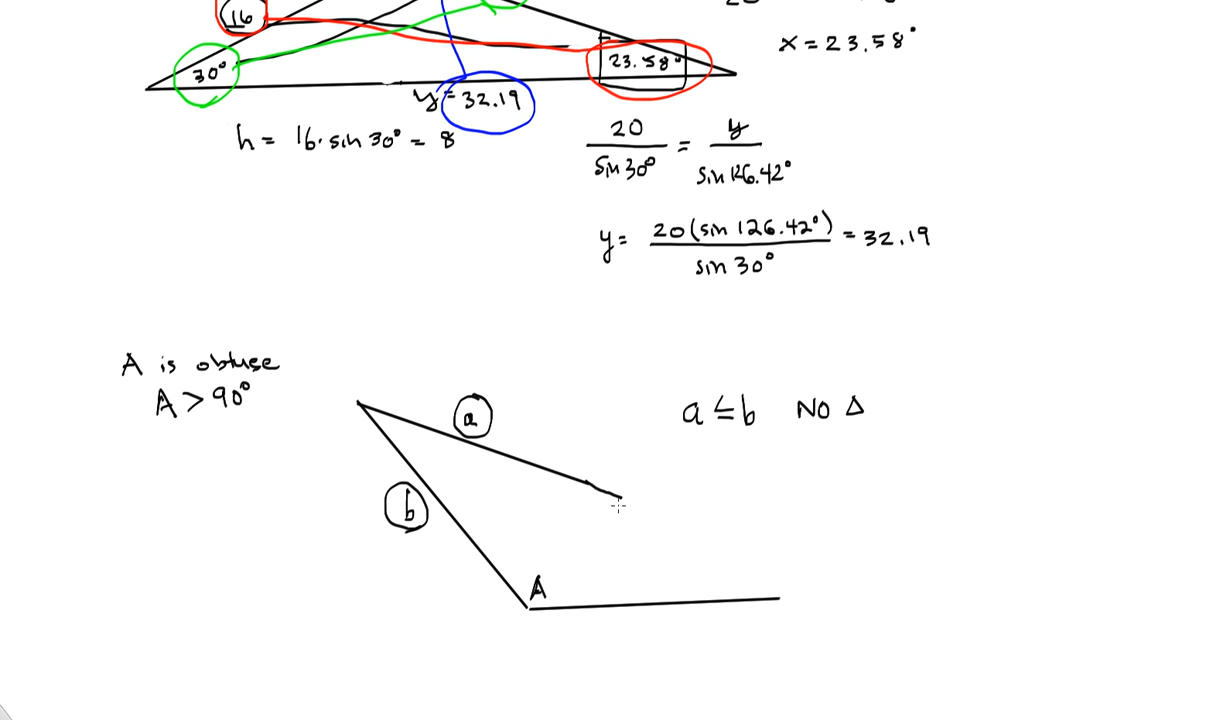 16
x = 23.58°
30°
23.58°
y = 32.19
h = 16 · sin 30° = 8
20 / sin 30° = y / sin 126.42°
y = 20 (sin 126.42°) / sin 30° = 32.19
A is obtuse
A > 90°
a
a ≤ b NO Δ
b
A